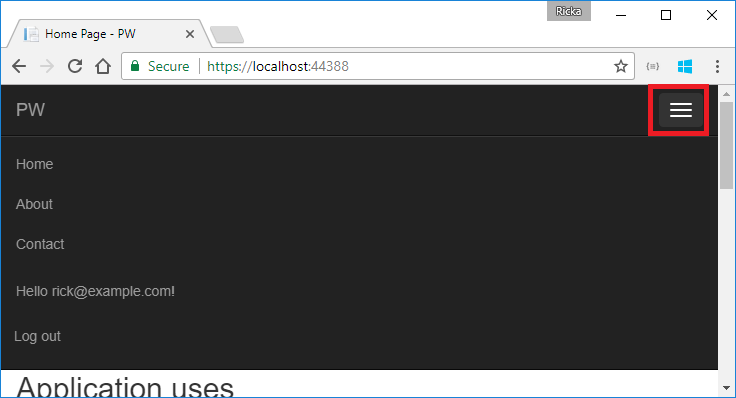 Ricka
Home Page - PW
Secure https://localhost:44388
PW
Home
About
Contact
Hello rick@example.com!
Log out
Application uses